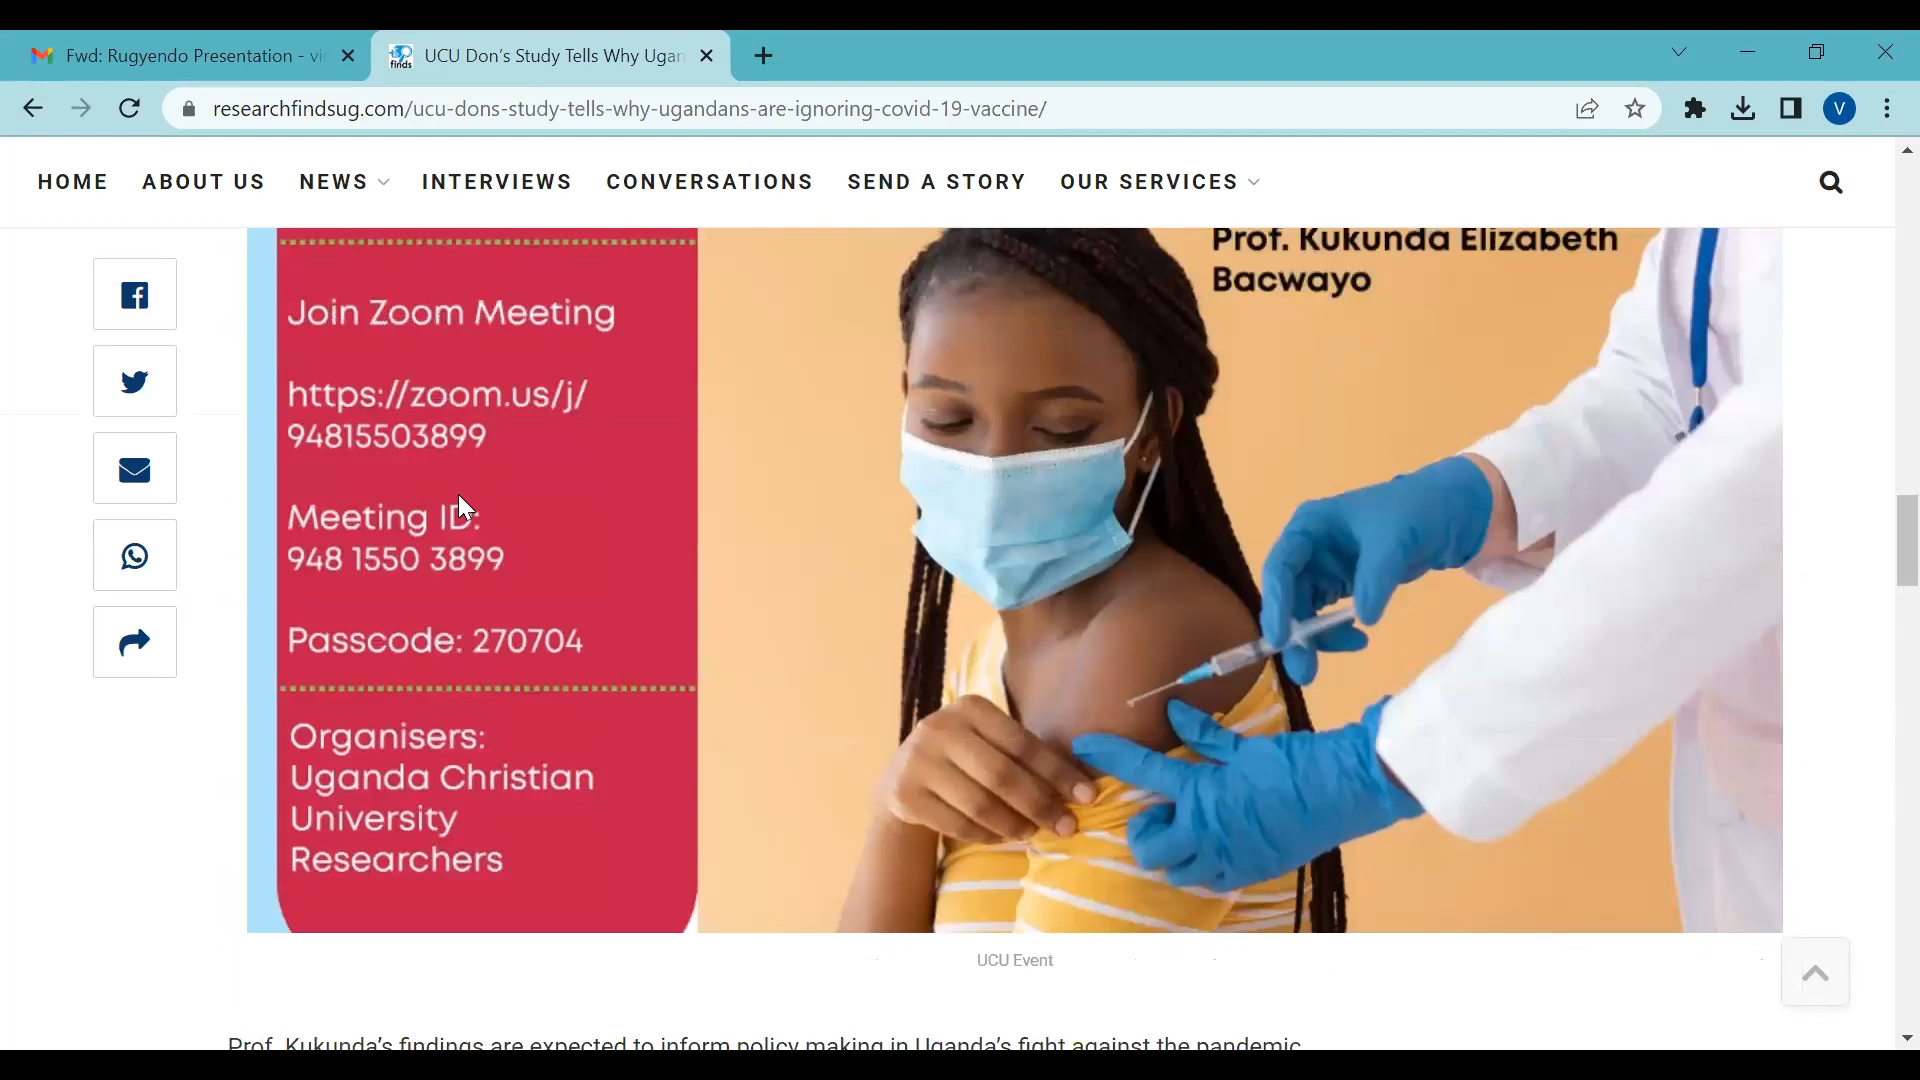 Fwd: Rugyendo Presentation - vi
finds
UCU Don's Study Tells Why Ugan
researchfindsug.com/ucu-dons-study-tells-why-ugandans-are-ignoring-covid-19-vaccine/
V
HOME
ABOUT US
NEWS
INTERVIEWS
CONVERSATIONS
SEND A STORY
OUR SERVICES
Prof. Kukunda Elizabeth
Bacwayo
Join Zoom Meeting
https://zoom.us/j/
94815503899
Meeting ID:
948 1550 3899
Passcode: 270704
Organisers:
Uganda Christian
University
Researchers
UCU Event
Prof. Kukunda's findings are expected to inform policy making in Uganda's fight against the pandemic